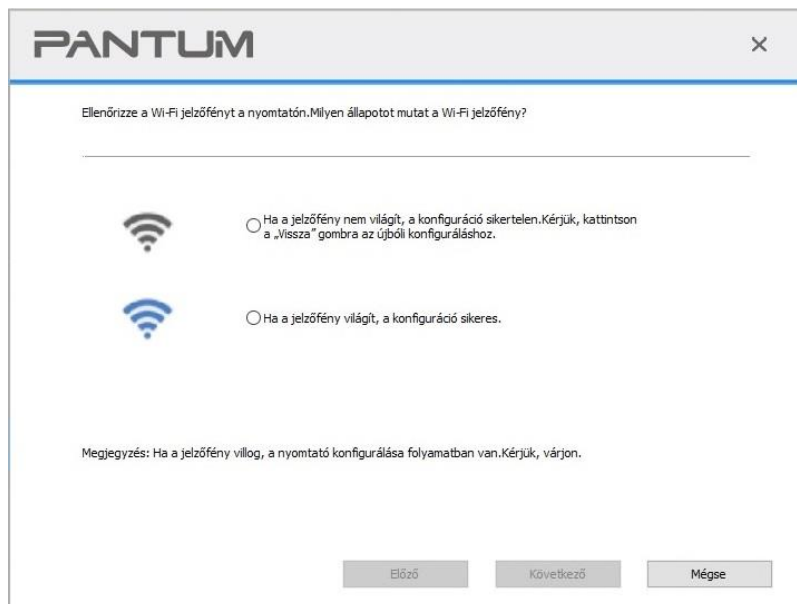 PANTUM
Ellenőrizze a Wi-Fi jelzőfényt a nyomtatón.Milyen állapotot mutat a Wi-Fi jelzőfény?
Ha a jelzőfény nem világít, a konfiguráció sikertelen.Kérjük, kattintson
a „Vissza” gombra az újbóli konfiguráláshoz.
Ha a jelzőfény világít, a konfiguráció sikeres.
Megjegyzés: Ha a jelzőfény villog, a nyomtató konfigurálása folyamatban van.Kérjük, várjon.
Előző
Következő
Mégse